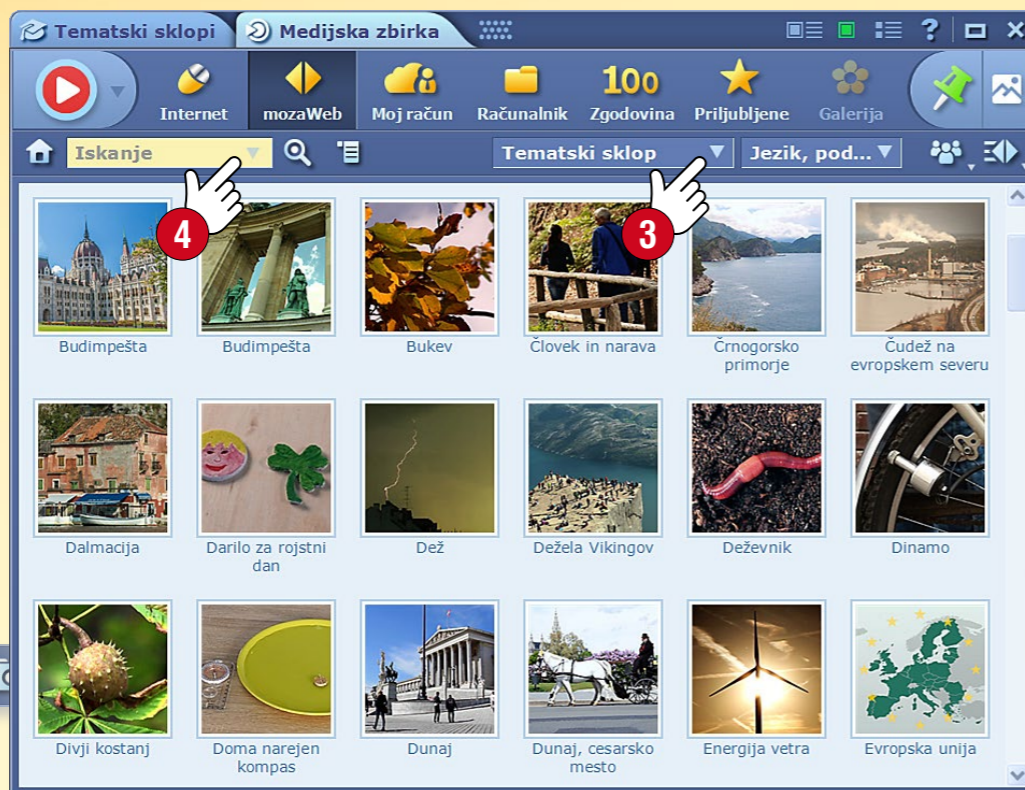 Tematski sklopi
Medijska zbirka
?
Internet
mozaWeb
Moj račun
Računalnik
100
Zgodovina
Priljubljene
Galerija
Iskanje
Tematski sklop
Jezik, pod...
4
3
Budimpešta
Budimpešta
Bukev
Človek in narava
Črnogorsko
primorje
Čudež na
evropskem severu
Dalmacija
Darilo za rojstni
dan
Dež
Dežela Vikingov
Deževnik
Dinamo
Divji kostanj
Doma narejen
kompas
Dunaj
Dunaj, cesarsko
mesto
Energija vetra
Evropska unija